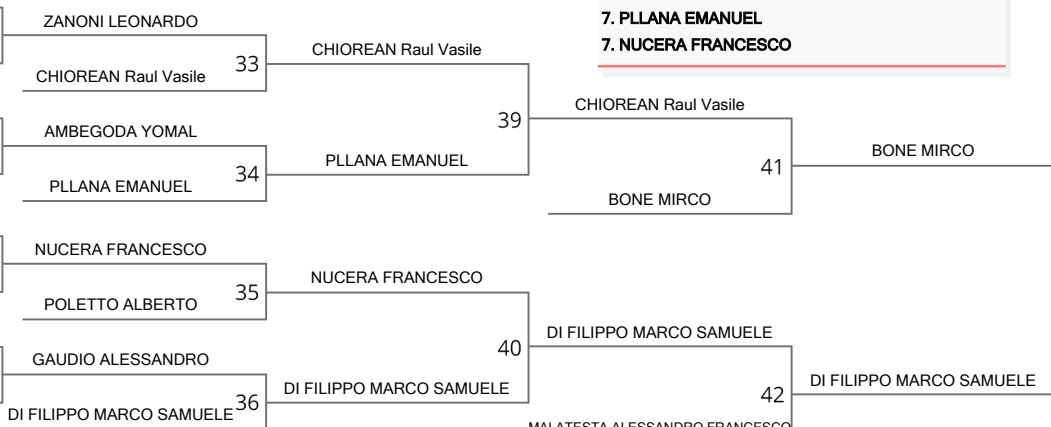 7. PLLANA EMANUEL
7. NUCERA FRANCESCO
ZANONI LEONARDO
CHIOREAN Raul Vasile
33
AMBEGODA YOMAL
PLLANA EMANUEL
34
NUCERA FRANCESCO
POLETTO ALBERTO
35
GAUDIO ALESSANDRO
DI FILIPPO MARCO SAMUELE
36
CHIOREAN Raul Vasile
PLLANA EMANUEL
39
NUCERA FRANCESCO
DI FILIPPO MARCO SAMUELE
40
CHIOREAN Raul Vasile
BONE MIRCO
41
DI FILIPPO MARCO SAMUELE
MALATESTA ALESSANDRO FRANCESCO
42
BONE MIRCO
DI FILIPPO MARCO SAMUELE